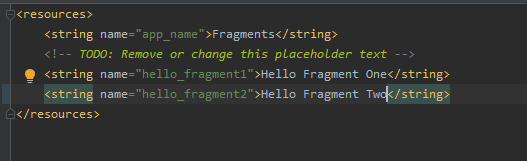 <resources>
<string name="app_name">Fragments</string>
<!-- TODO: Remove or change this placeholder text -->
<string name="hello_fragment1">Hello Fragment One</string>
<string name="hello_fragment2">Hello Fragment Two</string>
</resources>